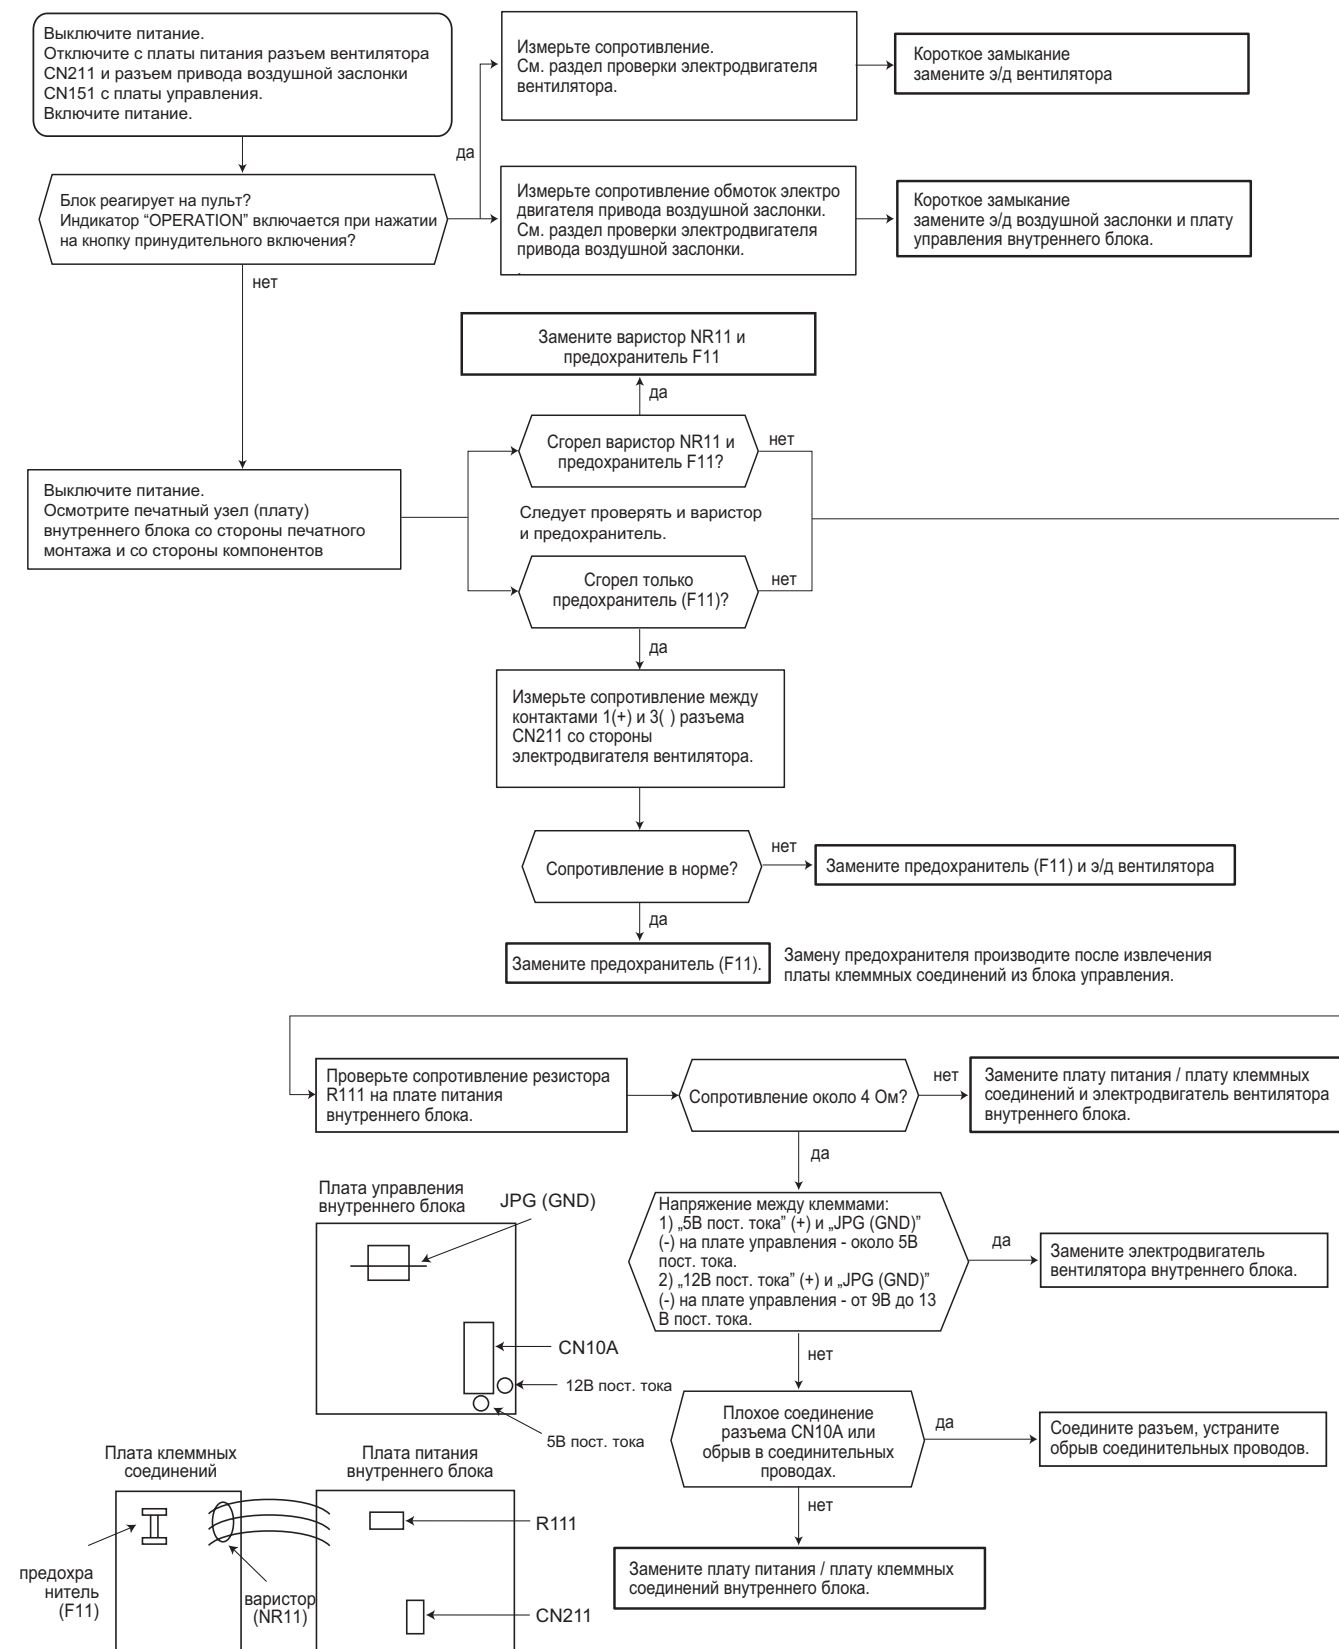 Выключите питание.
Отключите с платы питания разъем вентилятора
CN211 и разъем привода воздушной заслонки
CN151 с платы управления.
Включите питание.
Измерьте сопротивление.
См. раздел проверки электродвигателя
вентилятора.
Короткое замыкание
замените э/д вентилятора
да
Блок реагирует на пульт?
Индикатор “OPERATION” включается при нажатии
на кнопку принудительного включения?
Измерьте сопротивление обмоток электро
двигателя привода воздушной заслонки.
См. раздел проверки электродвигателя
привода воздушной заслонки.
.
Короткое замыкание
замените э/д воздушной заслонки и плату
управления внутреннего блока.
нет
Замените варистор NR11 и
предохранитель F11
да
Сгорел варистор NR11 и
предохранитель F11?
нет
Выключите питание.
Осмотрите печатный узел (плату)
внутреннего блока со стороны печатного
монтажа и со стороны компонентов
Следует проверять и варистор
и предохранитель.
Сгорел только
предохранитель (F11)?
нет
да
Измерьте сопротивление между
контактами 1(+) и 3( ) разъема
CN211 со стороны
электродвигателя вентилятора.
Сопротивление в норме?
нет
Замените предохранитель (F11) и э/д вентилятора
да
Замените предохранитель (F11).
Замену предохранителя производите после извлечения
платы клеммных соединений из блока управления.
Проверьте сопротивление резистора
R111 на плате питания
внутреннего блока.
Сопротивление около 4 Ом?
нет
Замените плату питания / плату клеммных
соединений и электродвигатель вентилятора
внутреннего блока.
да
Плата управления
внутреннего блока
JPG (GND)
Напряжение между клеммами:
1) „5В пост. тока” (+) и „JPG (GND)”
(-) на плате управления - около 5В
пост. тока.
2) „12В пост. тока” (+) и „JPG (GND)”
(-) на плате управления - от 9В до 13
В пост. тока.
да
Замените электродвигатель
вентилятора внутреннего блока.
нет
CN10A
12В пост. тока
5В пост. тока
Плохое соединение
разъема CN10A или
обрыв в соединительных
проводах.
да
Соедините разъем, устраните
обрыв соединительных проводов.
нет
Плата клеммных
соединений
Плата питания
внутреннего блока
R111
предохра
нитель
(F11)
варистор
(NR11)
CN211
Замените плату питания / плату клеммных
соединений внутреннего блока.